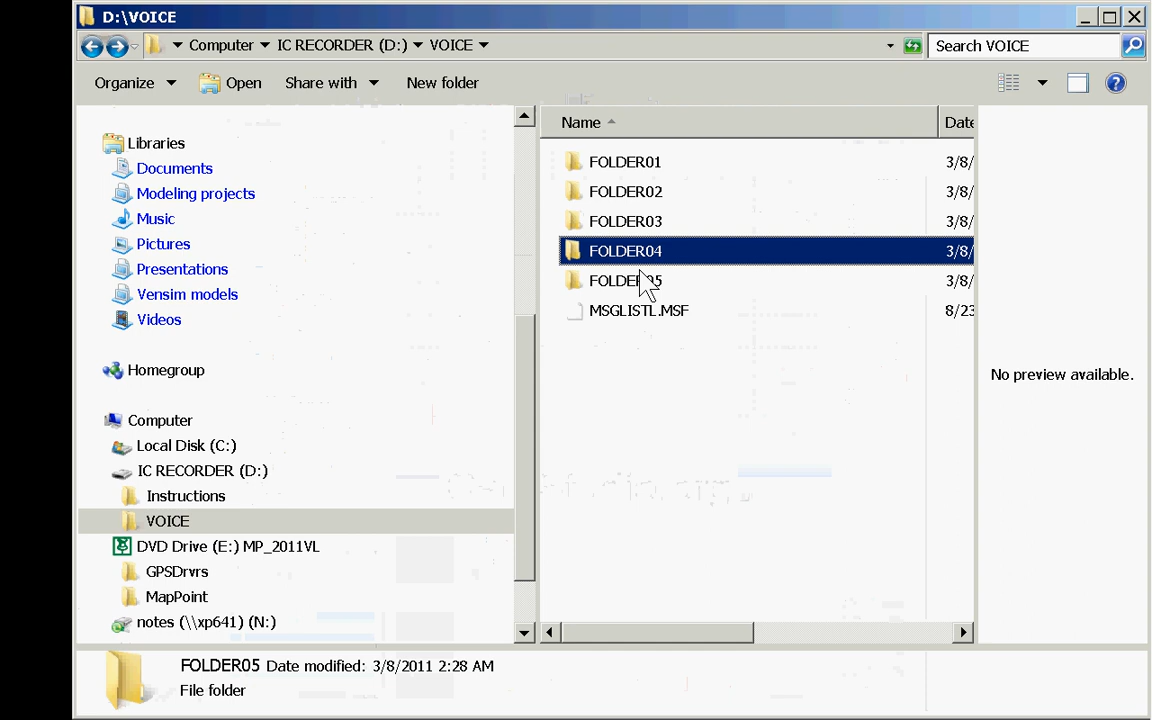 D:\VOICE
Computer IC RECORDER (D:) VOICE
Search VOICE
Organize Open Share with New folder
Name Date
Libraries
Documents
Modeling projects
Music
Pictures
Presentations
Vensim models
Videos
Homegroup
Computer
Local Disk (C:)
IC RECORDER (D:)
Instructions
VOICE
DVD Drive (E:) MP_2011VL
GPSDrvrs
MapPoint
notes (\\xp641) (N:)
FOLDER01 3/8/
FOLDER02 3/8/
FOLDER03 3/8/
FOLDER04 3/8/
FOLDER05 3/8/
MSGLISTL.MSF 8/23
No preview available.
FOLDER05 Date modified: 3/8/2011 2:28 AM
File folder